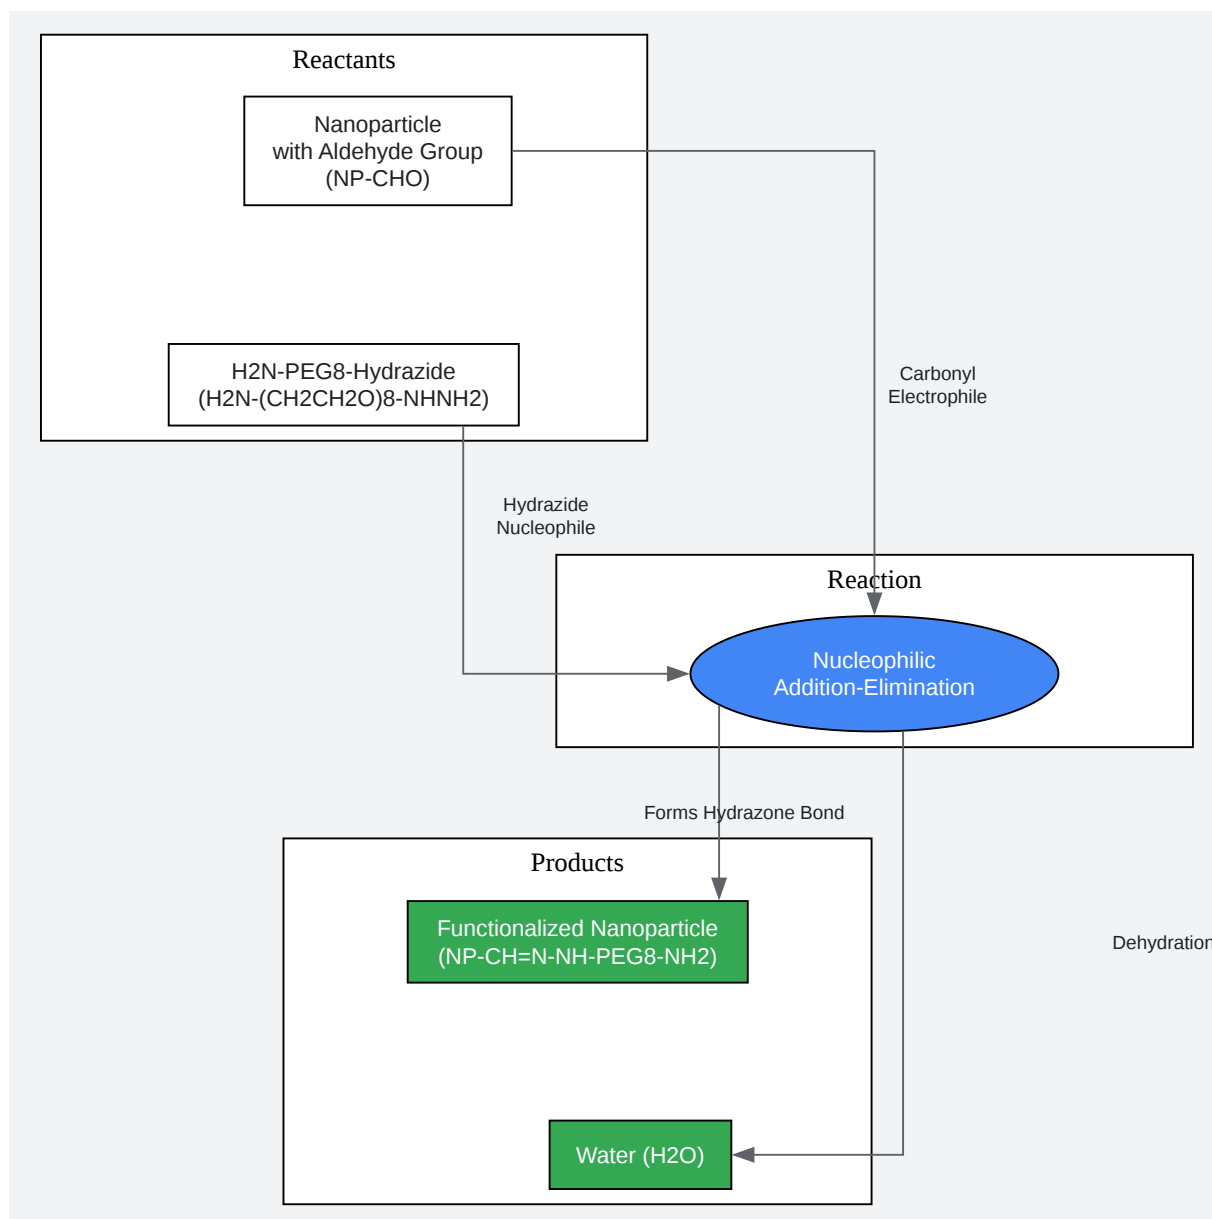 Reactants
Nanoparticle
with Aldehyde Group
(NP-CHO)
H2N-PEG8-Hydrazide
(H2N-(CH2CH2O)8-NHNH2)
Carbonyl
Electrophile
Hydrazide
Nucleophile
Reaction
Nucleophilic
Addition-Elimination
Forms Hydrazone Bond
Products
Functionalized Nanoparticle
(NP-CH=N-NH-PEG8-NH2)
Dehydration
Water (H2O)